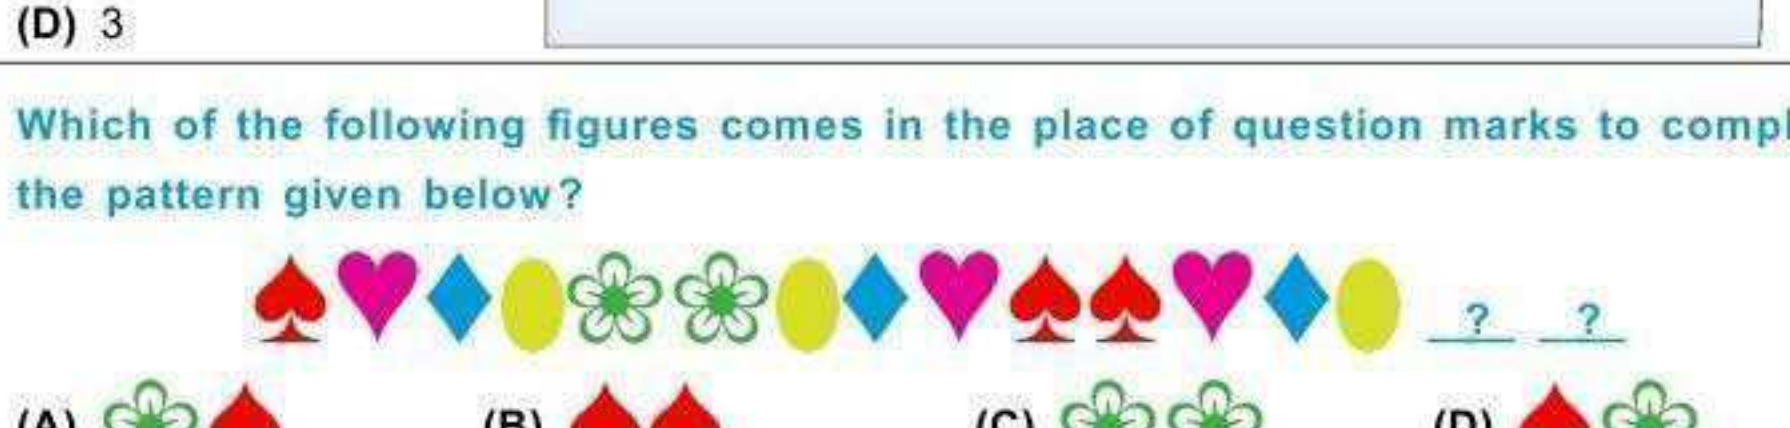 (D) 3
Which of the following figures comes in the place of question marks to compl
the pattern given below?
? ?
(A) (B) (C) (D)